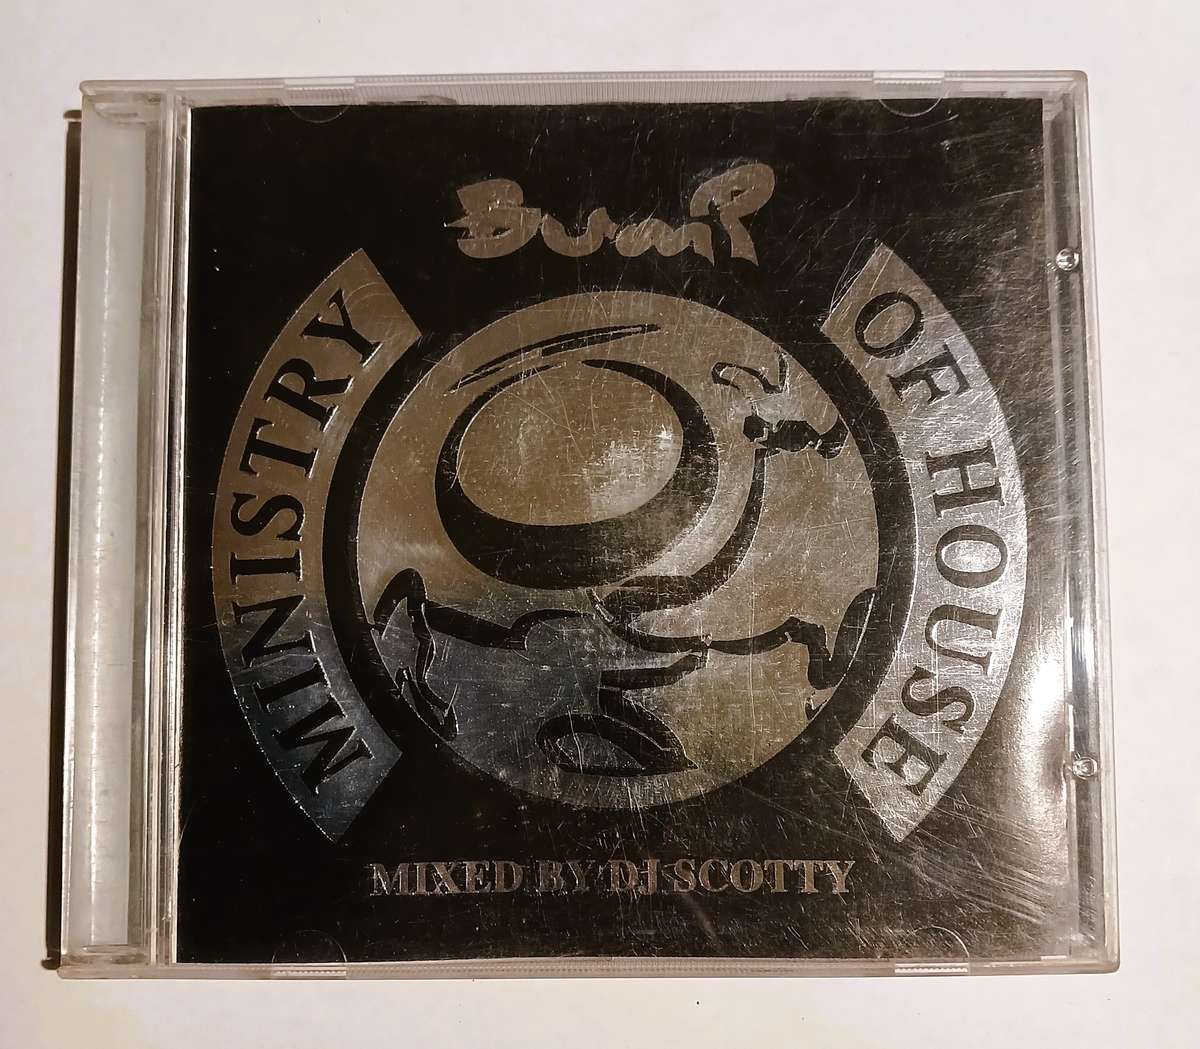 Bump
MINISTRY
OF HOUSE
MIXED BY DJ SCOTTY